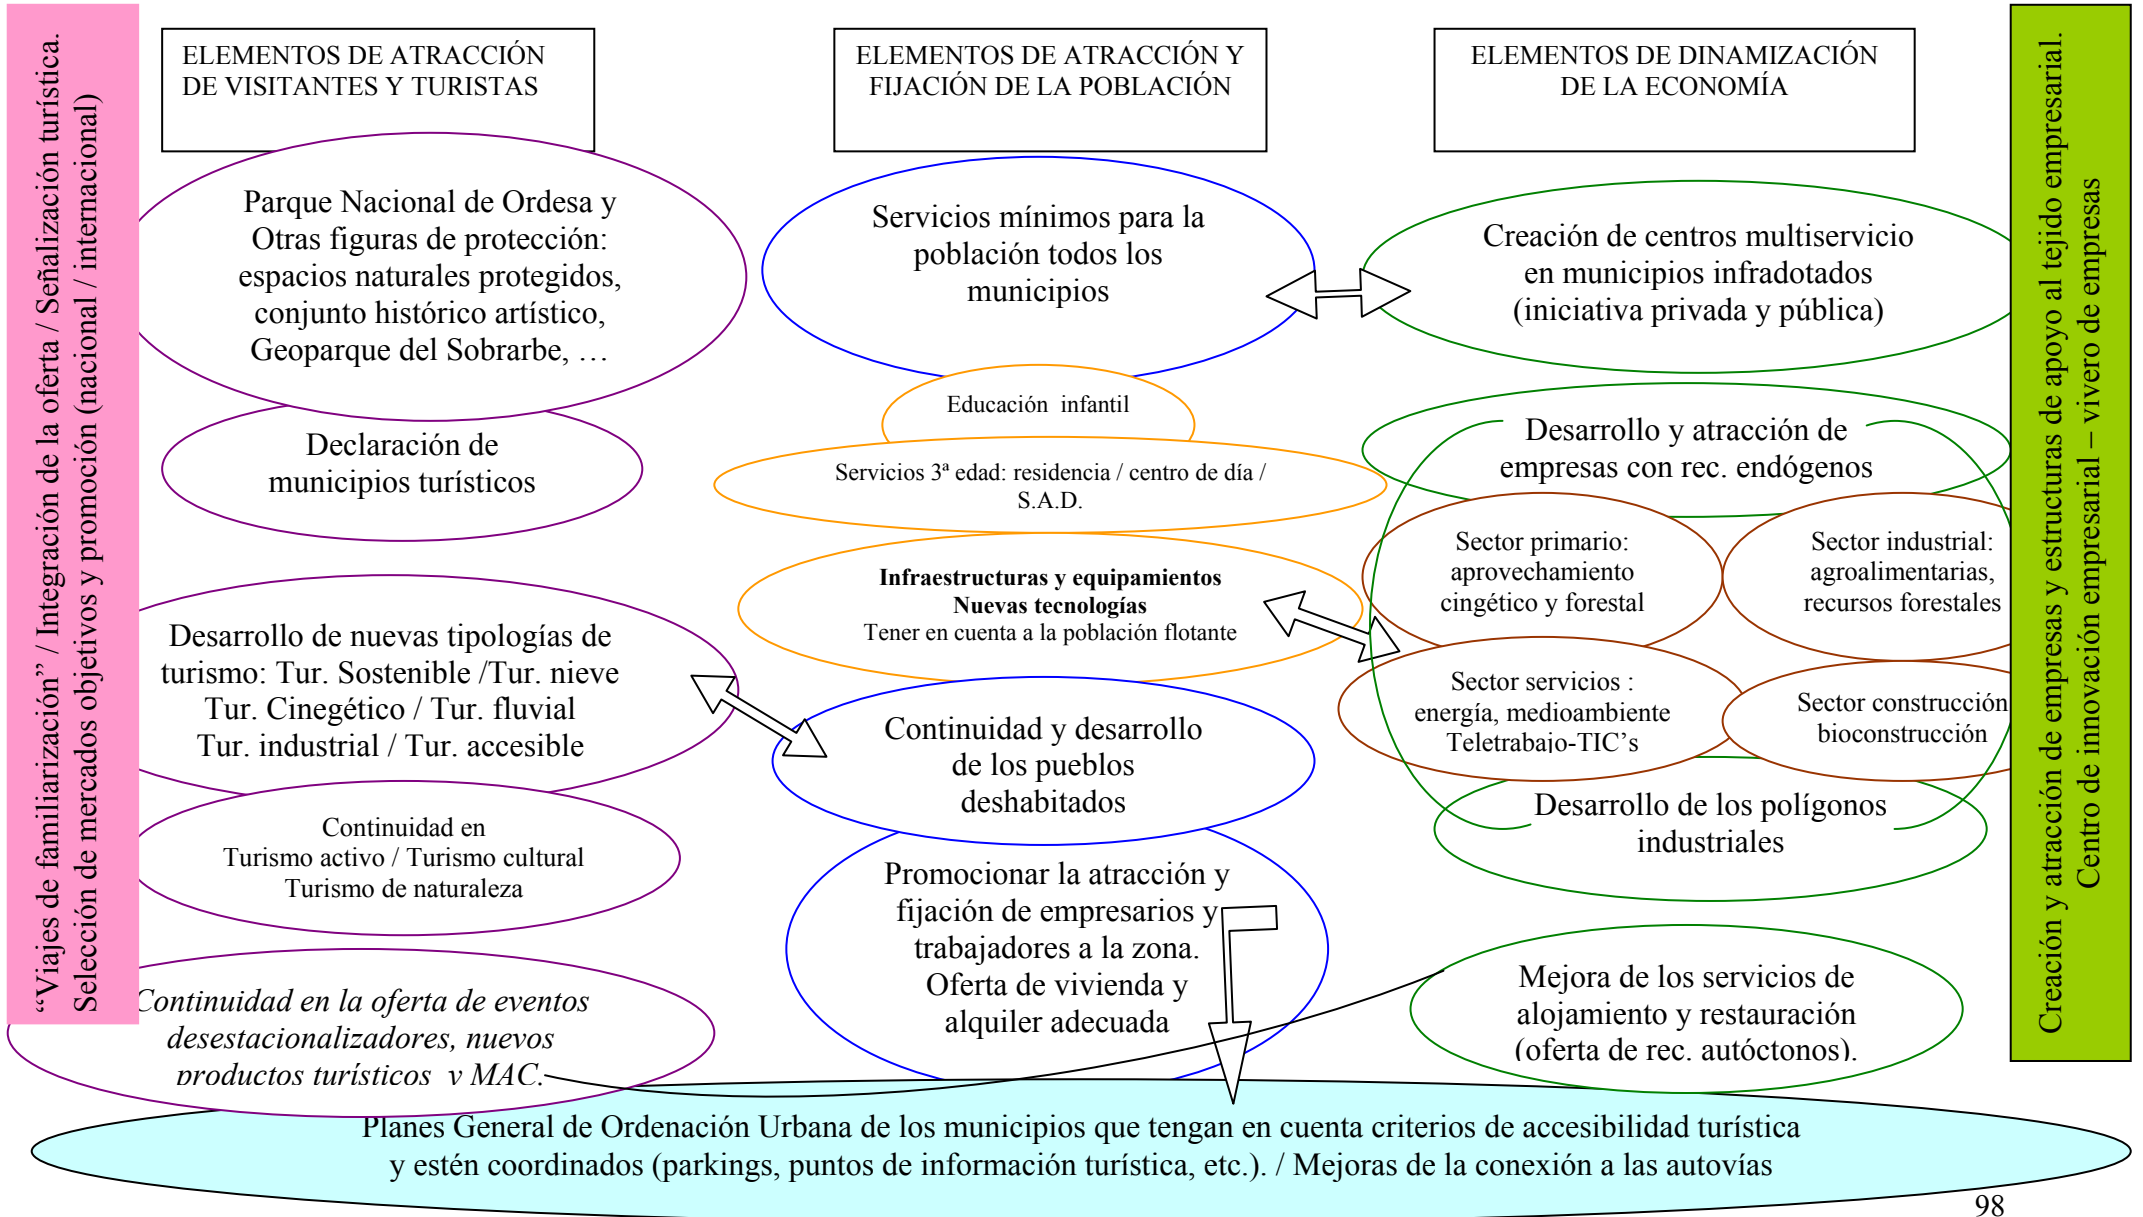 “Viajes de familiarización” / Integración de la oferta / Señalización turística.
Selección de mercados objetivos y promoción (nacional / internacional)
ELEMENTOS DE ATRACCIÓN
DE VISITANTES Y TURISTAS
Parque Nacional de Ordesa y
Otras figuras de protección:
espacios naturales protegidos,
conjunto histórico artístico,
Geoparque del Sobrarbe, …
Declaración de
municipios turísticos
Desarrollo de nuevas tipologías de
turismo: Tur. Sostenible /Tur. nieve
Tur. Cinegético / Tur. fluvial
Tur. industrial / Tur. accesible
Continuidad en
Turismo activo / Turismo cultural
Turismo de naturaleza
Continuidad en la oferta de eventos
desestacionalizadores, nuevos
productos turísticos y MAC.
ELEMENTOS DE ATRACCIÓN Y
FIJACIÓN DE LA POBLACIÓN
Servicios mínimos para la
población todos los
municipios
Educación infantil
Servicios 3ª edad: residencia / centro de día /
S.A.D.
Infraestructuras y equipamientos
Nuevas tecnologías
Tener en cuenta a la población flotante
Continuidad y desarrollo
de los pueblos
deshabitados
Promocionar la atracción y
fijación de empresarios y
trabajadores a la zona.
Oferta de vivienda y
alquiler adecuada
ELEMENTOS DE DINAMIZACIÓN
DE LA ECONOMÍA
Creación de centros multiservicio
en municipios infradotados
(iniciativa privada y pública)
Desarrollo y atracción de
empresas con rec. endógenos
Sector primario:
aprovechamiento
cingético y forestal
Sector industrial:
agroalimentarias,
recursos forestales
Sector servicios :
energía, medioambiente
Teletrabajo-TIC’s
Sector construcción
bioconstrucción
Desarrollo de los polígonos
industriales
Mejora de los servicios de
alojamiento y restauración
(oferta de rec. autóctonos).
Creación y atracción de empresas y estructuras de apoyo al tejido empresarial.
Centro de innovación empresarial – vivero de empresas
Planes General de Ordenación Urbana de los municipios que tengan en cuenta criterios de accesibilidad turística
y estén coordinados (parkings, puntos de información turística, etc.). / Mejoras de la conexión a las autovías
98